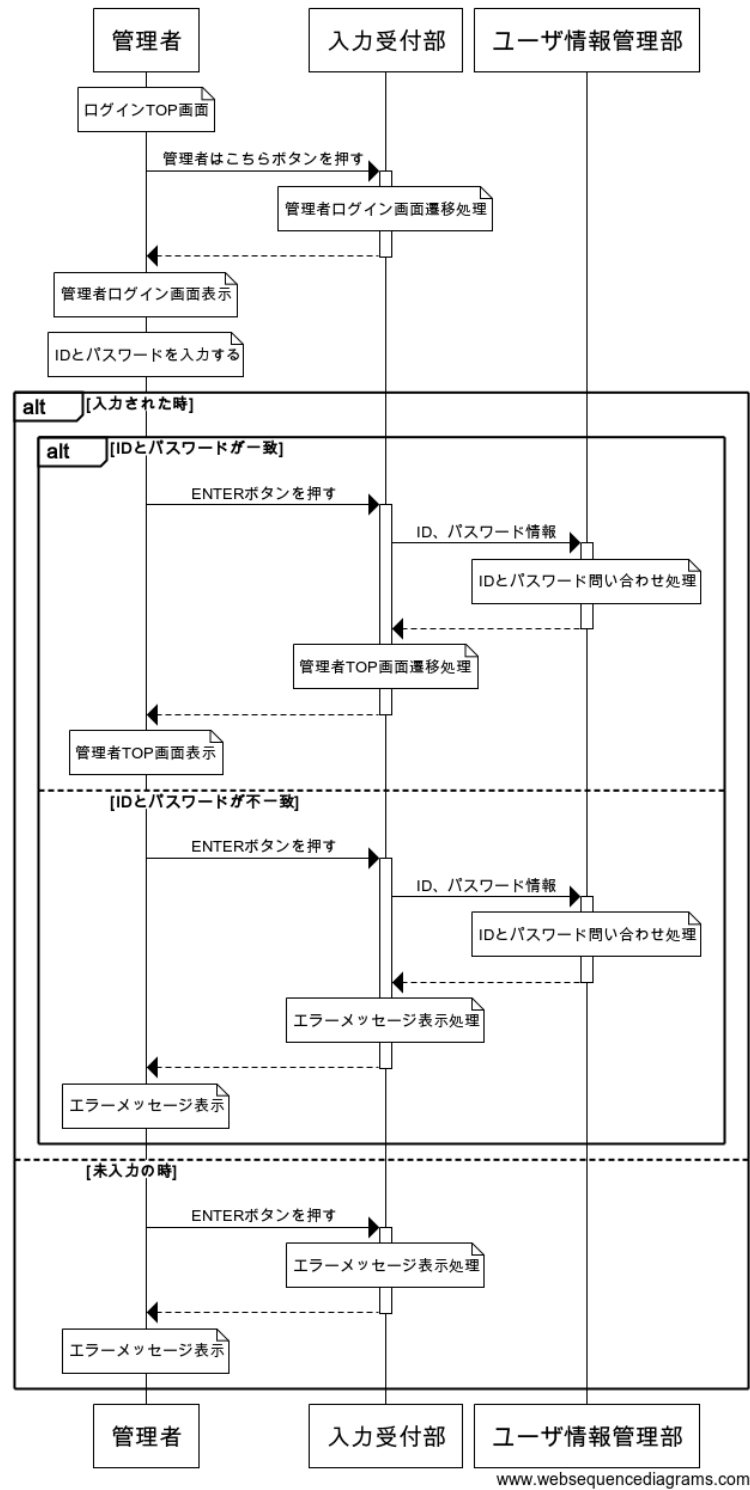 管理者 入力受付部 ユーザ情報管理部
ログインTOP画面
管理者はこちらボタンを押す
管理者ログイン画面遷移処理
管理者ログイン画面表示
IDとパスワードを入力する
alt [入力された時]
alt [IDとパスワードが一致]
ENTERボタンを押す
ID、パスワード情報
IDとパスワード問い合わせ処理
管理者TOP画面遷移処理
管理者TOP画面表示
[IDとパスワードが不一致]
ENTERボタンを押す
ID、パスワード情報
IDとパスワード問い合わせ処理
エラーメッセージ表示処理
エラーメッセージ表示
[未入力の時]
ENTERボタンを押す
エラーメッセージ表示処理
エラーメッセージ表示
管理者 入力受付部 ユーザ情報管理部
www.websequencediagrams.com